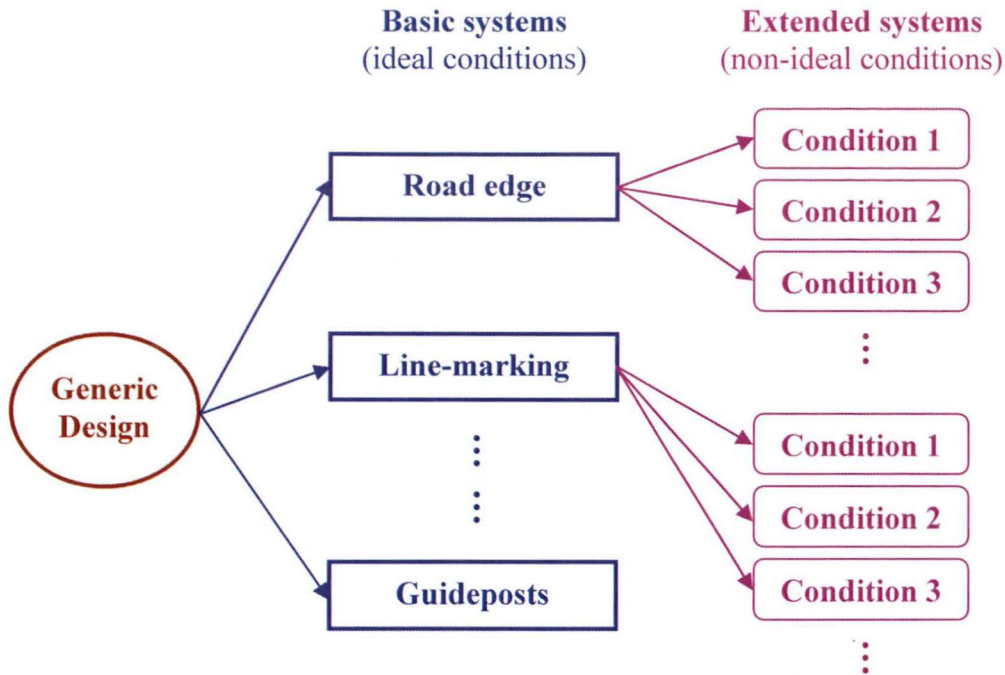 Basic systems
(ideal conditions)
Extended systems
(non-ideal conditions)
Generic
Design
Road edge
Line-marking
Guideposts
Condition 1
Condition 2
Condition 3
Condition 1
Condition 2
Condition 3